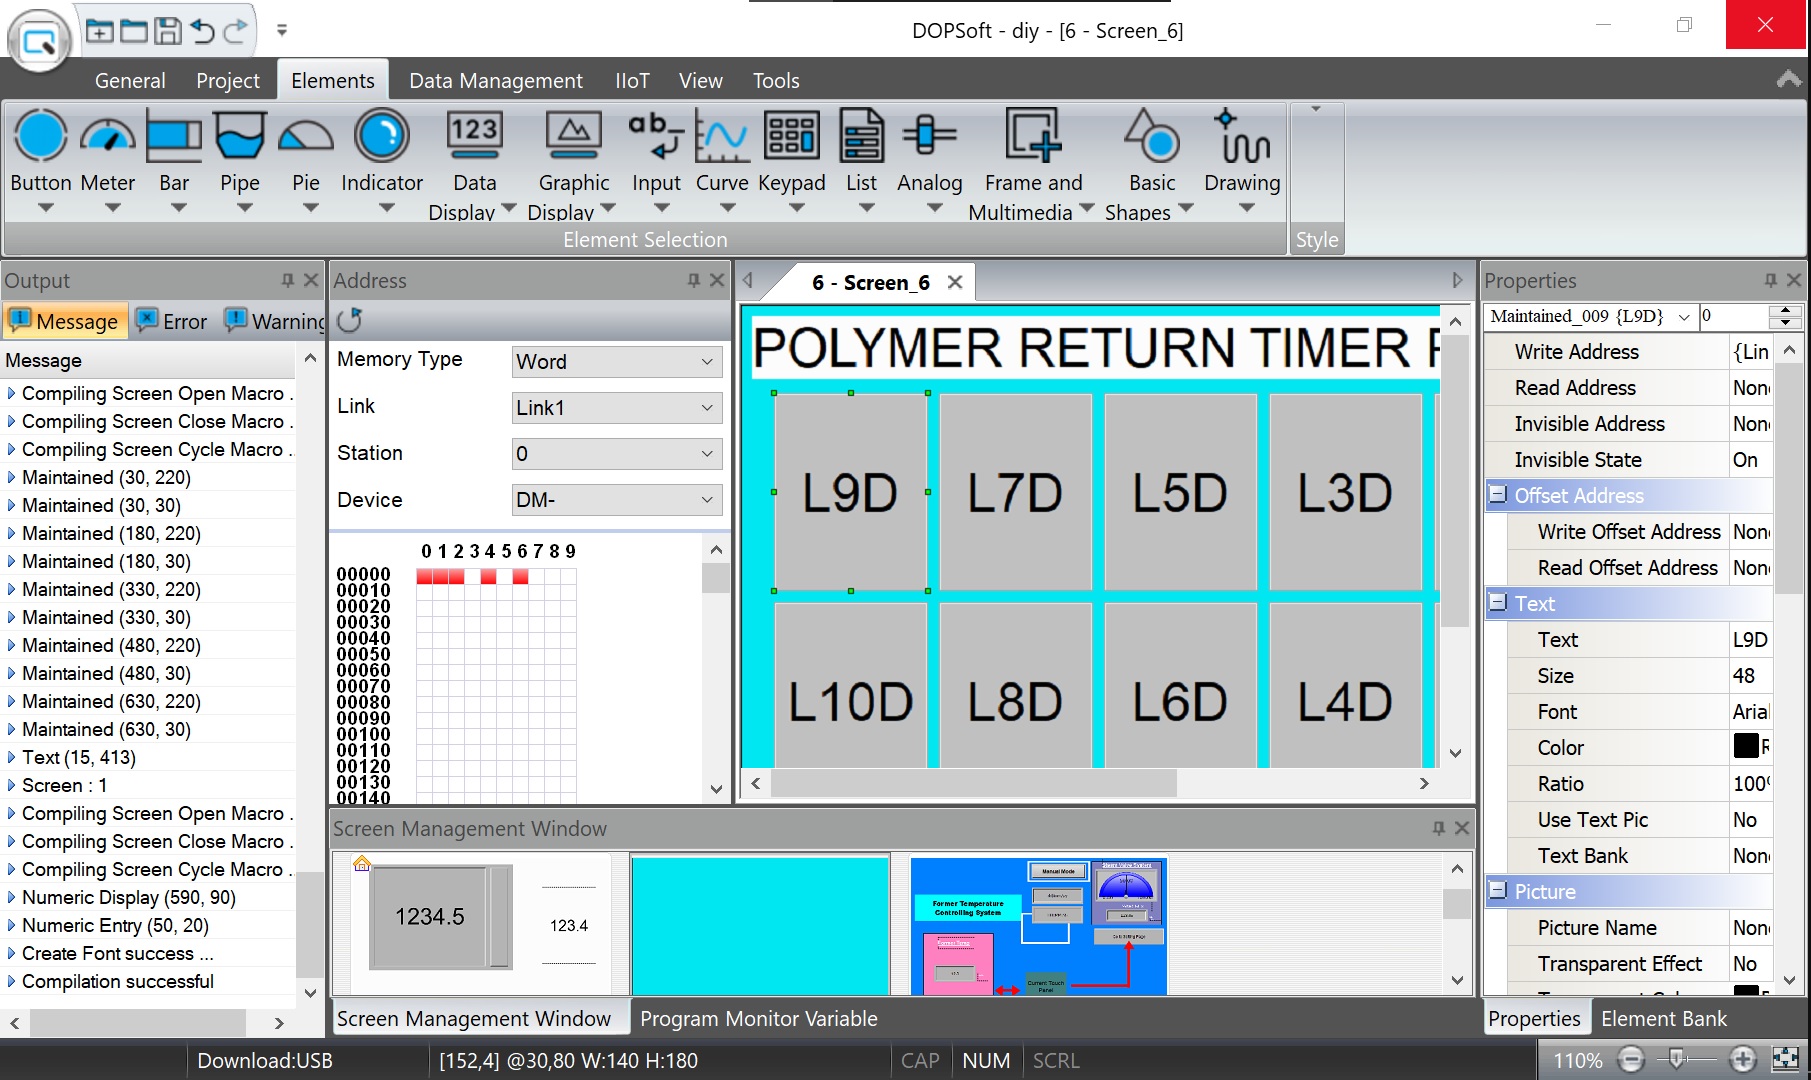 DOPSoft - diy - [6 - Screen_6]
General Project Elements Data Management IIoT View Tools
123 ab
Button Meter Bar Pipe Pie Indicator Data Display Graphic Display Input Curve Keypad List Analog Frame and Multimedia Basic Shapes Drawing
Element Selection Style
Output
Message Error Warning
Message
Compiling Screen Open Macro .
Compiling Screen Close Macro .
Compiling Screen Cycle Macro ..
Maintained (30, 220)
Maintained (30, 30)
Maintained (180, 220)
Maintained (180, 30)
Maintained (330, 220)
Maintained (330, 30)
Maintained (480, 220)
Maintained (480, 30)
Maintained (630, 220)
Maintained (630, 30)
Text (15, 413)
Screen : 1
Compiling Screen Open Macro .
Compiling Screen Close Macro .
Compiling Screen Cycle Macro ..
Numeric Display (590, 90)
Numeric Entry (50, 20)
Create Font success ...
Compilation successful
Address
Memory Type Word
Link Link1
Station 0
Device DM-
0 1 2 3 4 5 6 7 8 9
00000
00010
00020
00030
00040
00050
00060
00070
00080
00090
00100
00110
00120
00130
00140
6 - Screen_6
POLYMER RETURN TIMER
L9D L7D L5D L3D
L10D L8D L6D L4D
Screen Management Window
1234.5
123.4
Manual Mode
Former Temperature
Controlling System
Current Touch
Panel
Screen Management Window Program Monitor Variable
Properties
Maintained_009 {L9D} 0
Write Address {Lin
Read Address Non
Invisible Address Non
Invisible State On
Offset Address
Write Offset Address Non
Read Offset Address Non
Text
Text L9D
Size 48
Font Arial
Color
Ratio 100%
Use Text Pic No
Text Bank Non
Picture
Picture Name Non
Transparent Effect No
Properties Element Bank
Download:USB [152,4] @30,80 W:140 H:180 CAP NUM SCRL 110%